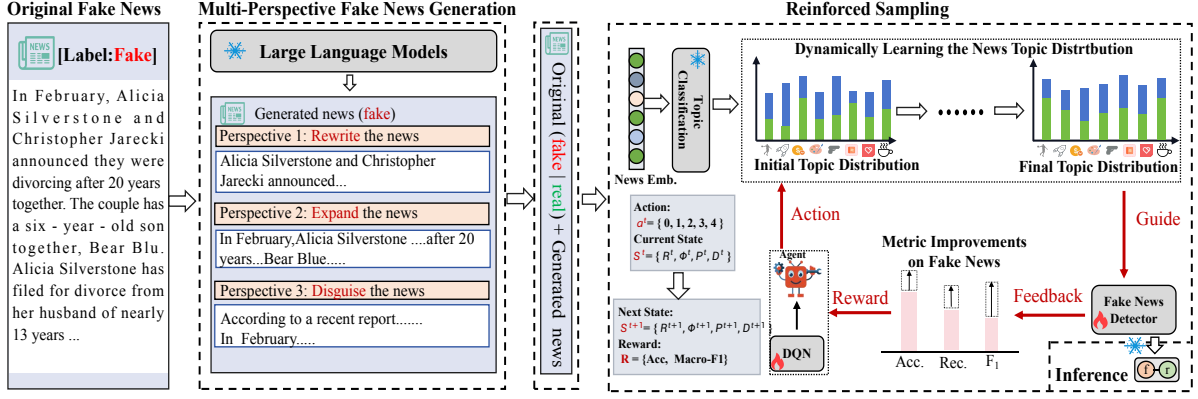 Original Fake News
NEWS
[Label:Fake]
In February, Alicia
Silverstone and
Christopher Jarecki
announced they were
divorcing after 20 years
together. The couple has
a six - year - old son
together, Bear Blu.
Alicia Silverstone has
filed for divorce from
her husband of nearly
13 years ...
Multi-Perspective Fake News Generation
Large Language Models
NEWS
Generated news (fake)
Perspective 1: Rewrite the news
Alicia Silverstone and Christopher
Jarecki announced...
Perspective 2: Expand the news
In February,Alicia Silverstone ....after 20
years...Bear Blue.....
Perspective 3: Disguise the news
According to a recent report.......
In February.....
NEWS
Original (fake | real) + Generated news
Reinforced Sampling
News Emb.
Topic
Classification
Dynamically Learning the News Topic Distrtbution
Initial Topic Distribution
Final Topic Distribution
Action:
a^t= { 0, 1, 2, 3, 4 }
Current State
S^t= { R^t, Φ^t, P^t, D^t }
Next State:
S^t+1= { R^t+1, Φ^t+1, P^t+1, D^t+1 }
Reward:
R = {Acc, Macro-F1}
Action
Agent
DQN
Reward
Metric Improvements
on Fake News
Acc.
Rec.
F1
Feedback
Guide
Fake News
Detector
Inference
f
r